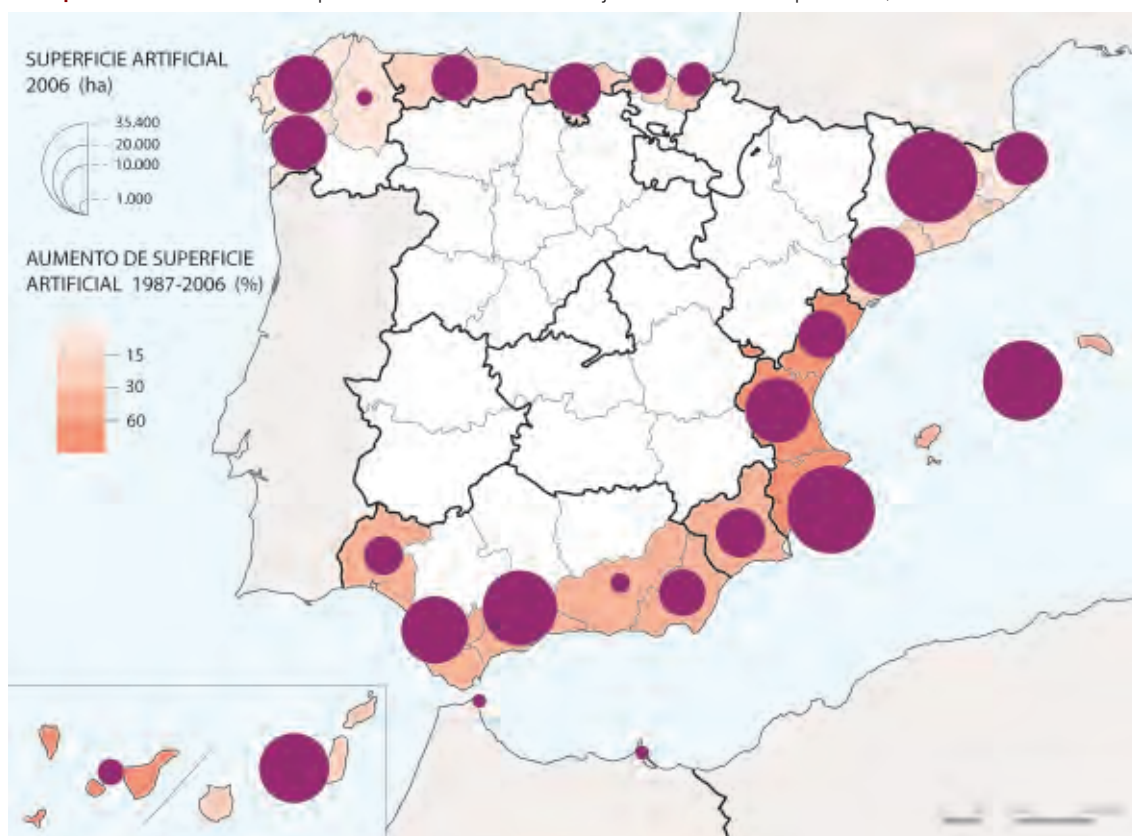 SUPERFICIE ARTIFICIAL
2006 (ha)
35.400
20.000
10.000
1.000
AUMENTO DE SUPERFICIE
ARTIFICIAL 1987-2006 (%)
15
30
60